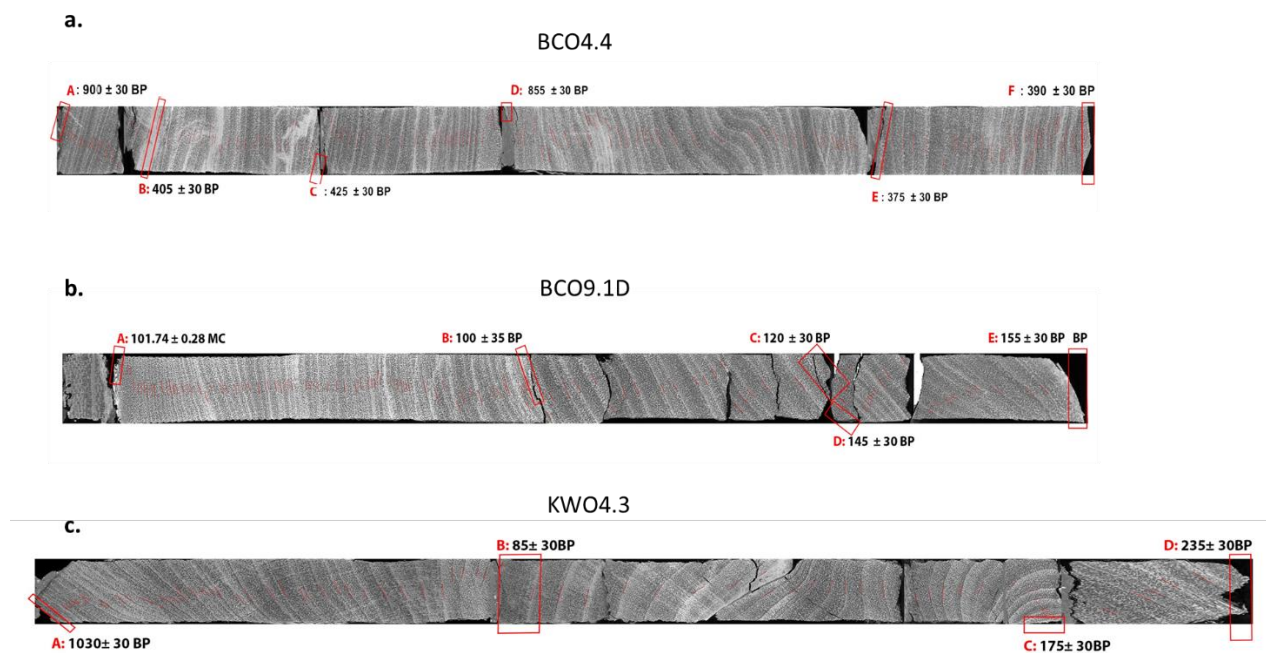 a.
BCO4.4
A: 900 ± 30 BP
D: 855 ± 30 BP
F : 390 ± 30 BP
B: 405 ± 30 BP
C : 425 ± 30 BP
E : 375 ± 30 BP
b.
BCO9.1D
A: 101.74 ± 0.28 MC
B: 100 ± 35 BP
C: 120 ± 30 BP
E: 155 ± 30 BP BP
D: 145 ± 30 BP
KWO4.3
c.
B: 85± 30BP
D: 235± 30BP
A: 1030± 30 BP
C: 175± 30BP